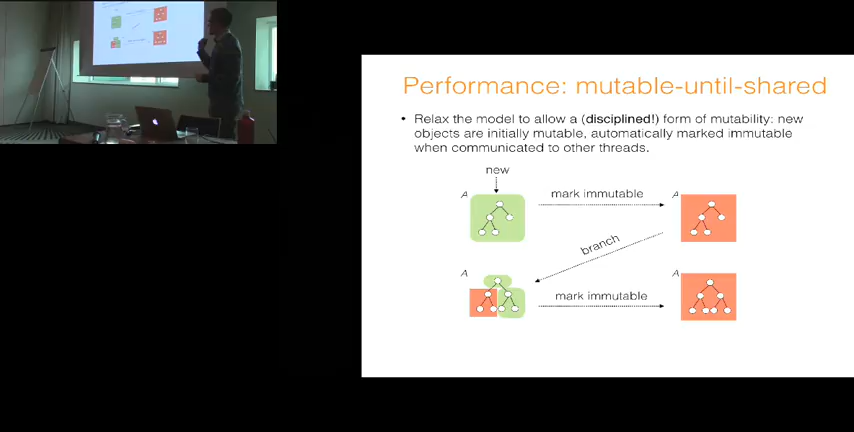 Performance: mutable-until-shared
• Relax the model to allow a (disciplined!) form of mutability: new
objects are initially mutable, automatically marked immutable
when communicated to other threads.
new
A
mark immutable
A
branch
A
mark immutable
A